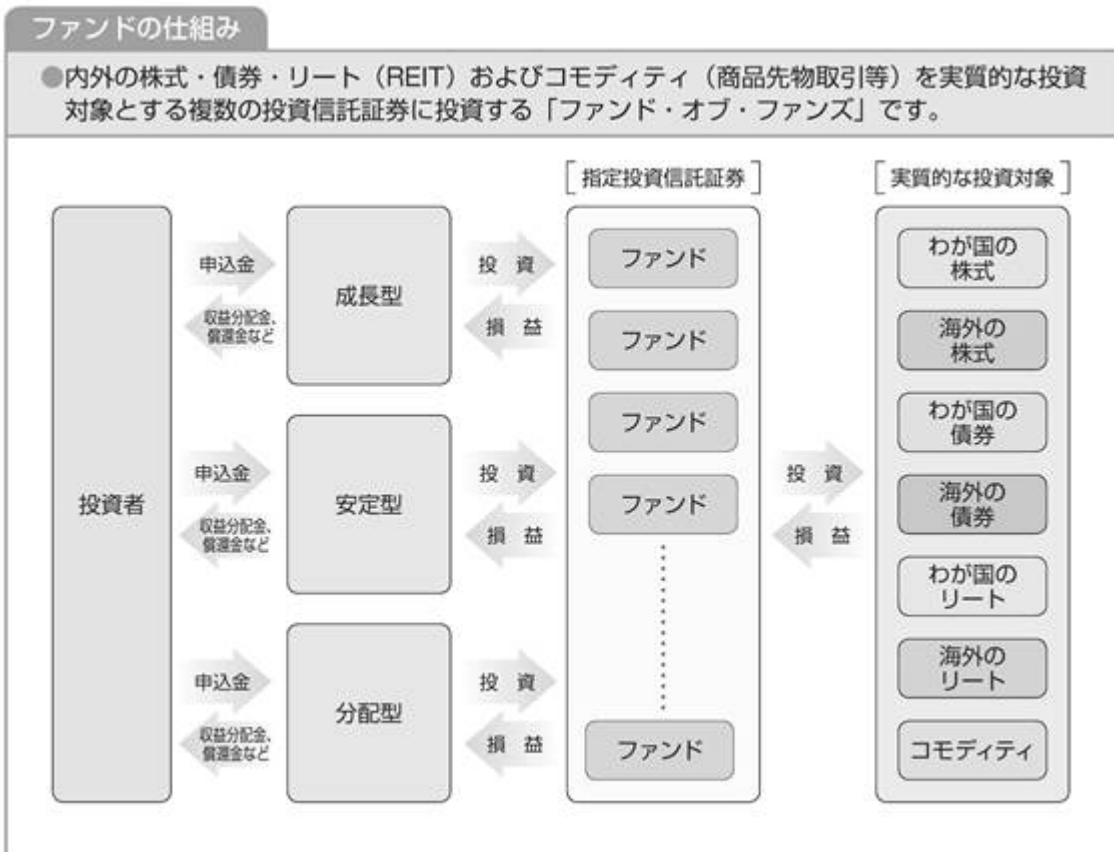 ファンドの仕組み
●内外の株式・債券・リート（REIT）およびコモディティ（商品先物取引等）を実質的な投資
対象とする複数の投資信託証券に投資する「ファンド・オブ・ファンズ」です。
指定投資信託証券
実質的な投資対象
投資者
申込金
収益分配金、
償還金など
成長型
投 資
損 益
申込金
収益分配金、
償還金など
安定型
投 資
損 益
申込金
収益分配金、
償還金など
分配型
投 資
損 益
ファンド
ファンド
ファンド
ファンド
ファンド
投 資
損 益
わが国の
株式
海外の
株式
わが国の
債券
海外の
債券
わが国の
リート
海外の
リート
コモディティ